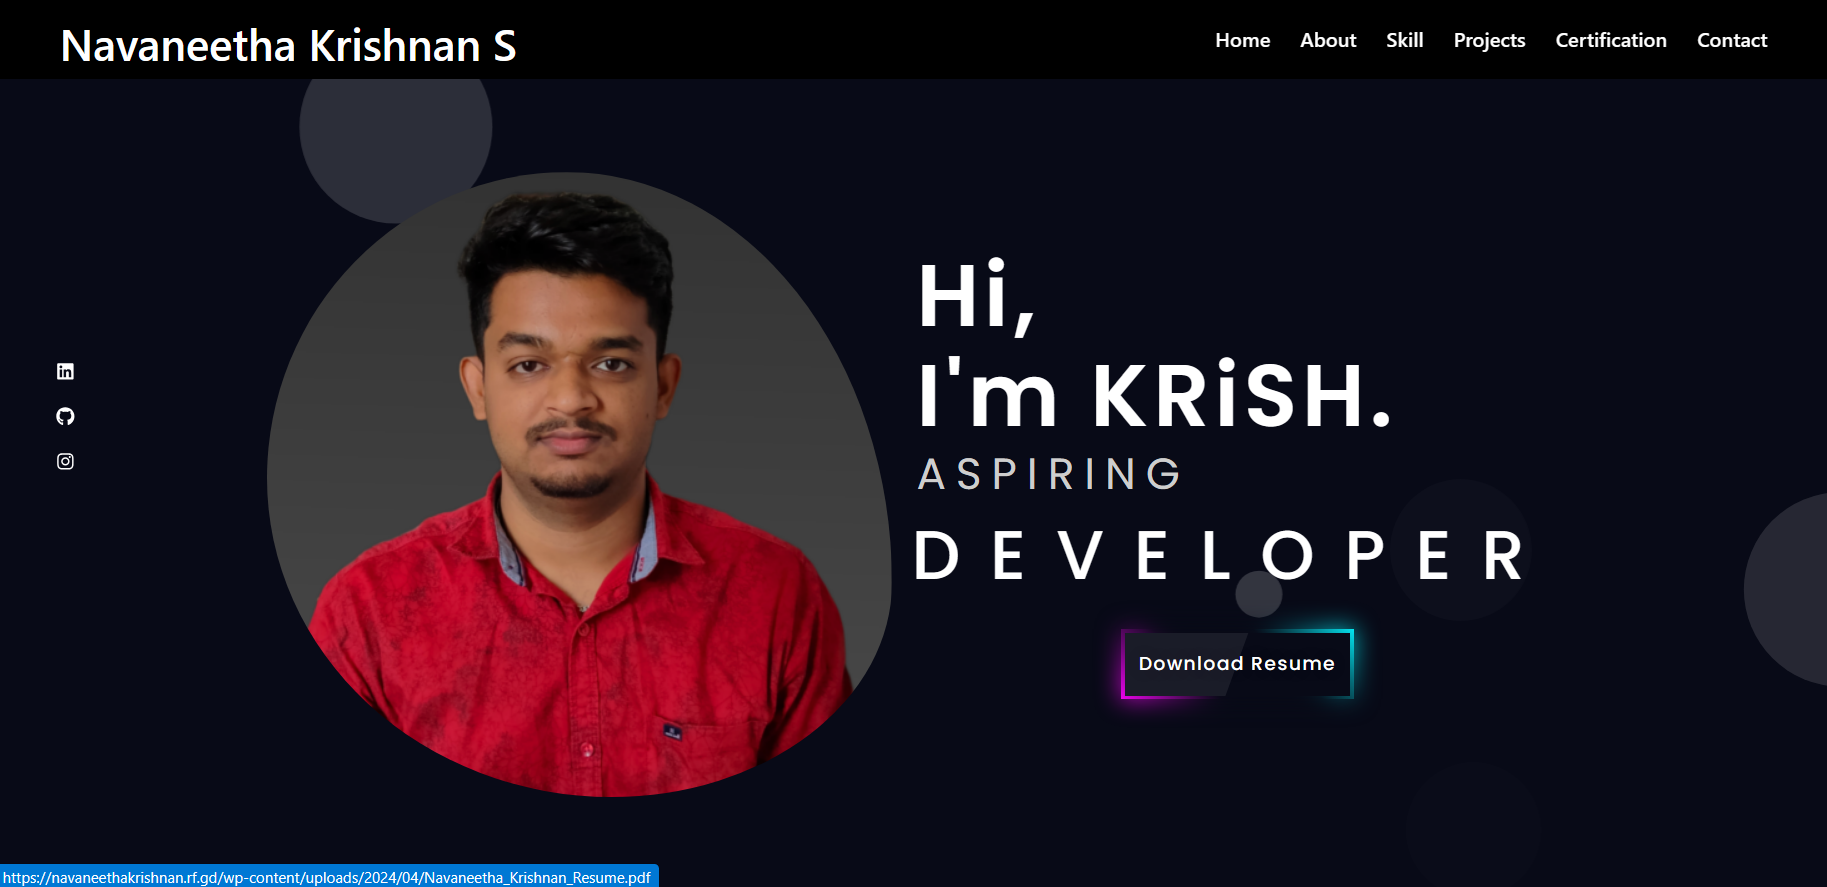 Navaneetha Krishnan S
Home About Skill Projects Certification Contact
Hi,
I'm KRiSH.
ASPIRING
DEVELOPER
Download Resume
https://navaneethakrishnan.rf.gd/wp-content/uploads/2024/04/Navaneetha_Krishnan_Resume.pdf